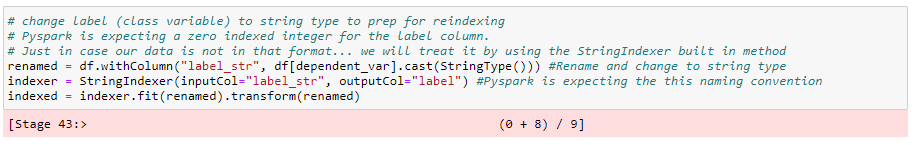 # change label (class variable) to string type to prep for reindexing
# Pyspark is expecting a zero indexed integer for the label column.
# Just in case our data is not in that format... we will treat it by using the StringIndexer built in method
renamed = df.withColumn("label_str", df[dependent_var].cast(StringType())) #Rename and change to string type
indexer = StringIndexer(inputCol="label_str", outputCol="label") #Pyspark is expecting the this naming convention
indexed = indexer.fit(renamed).transform(renamed)
[Stage 43:> (0 + 8) / 9]